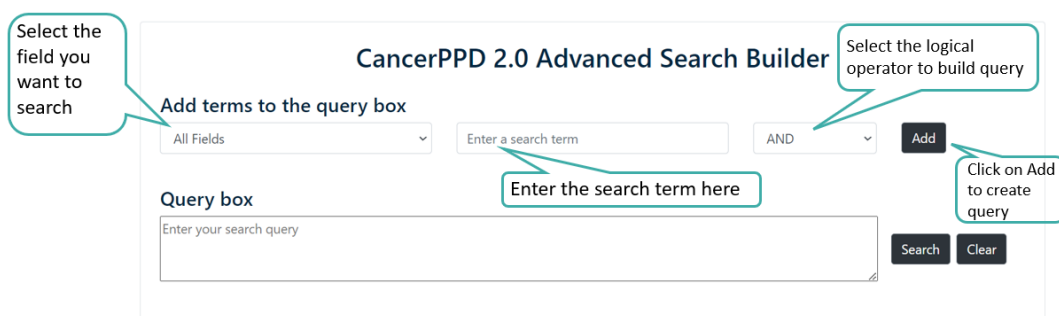 Select the
field you
want to
search
CancerPPD 2.0 Advanced Search Builder
Select the logical
operator to build query
Add terms to the query box
All Fields
Enter a search term
AND
Add
Enter the search term here
Click on Add
to create
query
Query box
Enter your search query
Search
Clear